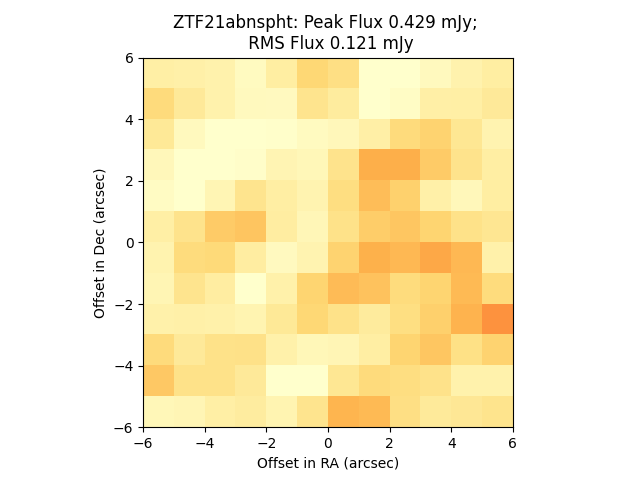 ZTF21abnspht: Peak Flux 0.429 mJy;
RMS Flux 0.121 mJy
6
4
2
0
−2
−4
−6
Offset in Dec (arcsec)
−6 −4 −2 0 2 4 6
Offset in RA (arcsec)